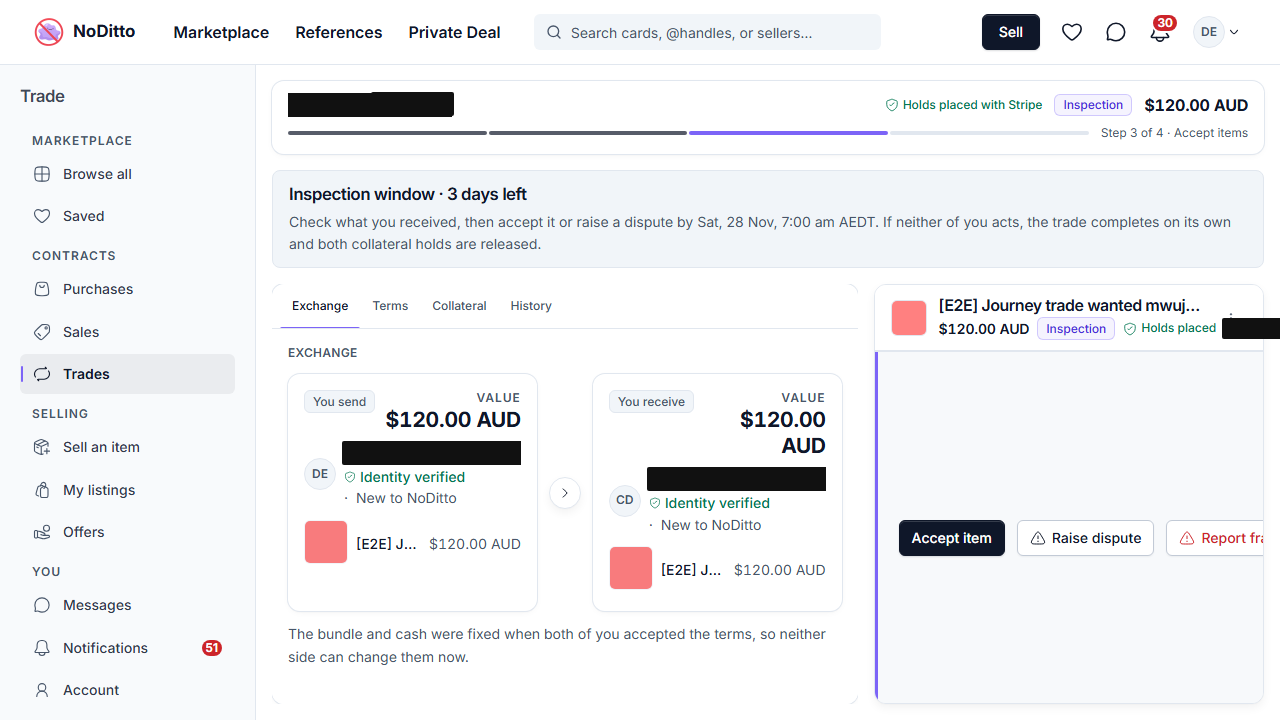 NoDitto
Marketplace
References
Private Deal
Search cards, @handles, or sellers...
Sell
30
DE
Trade
MARKETPLACE
Browse all
Saved
CONTRACTS
Purchases
Sales
Trades
SELLING
Sell an item
My listings
Offers
YOU
Messages
Notifications
51
Account
Holds placed with Stripe
Inspection
$120.00 AUD
Step 3 of 4 · Accept items
Inspection window · 3 days left
Check what you received, then accept it or raise a dispute by Sat, 28 Nov, 7:00 am AEDT. If neither of you acts, the trade completes on its own
and both collateral holds are released.
Exchange
Terms
Collateral
History
EXCHANGE
You send
VALUE
$120.00 AUD
DE
Identity verified
· New to NoDitto
[E2E] J...
$120.00 AUD
You receive
VALUE
$120.00
AUD
CD
Identity verified
· New to NoDitto
[E2E] J...
$120.00 AUD
The bundle and cash were fixed when both of you accepted the terms, so neither
side can change them now.
[E2E] Journey trade wanted mwuj...
$120.00 AUD
Inspection
Holds placed
Accept item
Raise dispute
Report fra